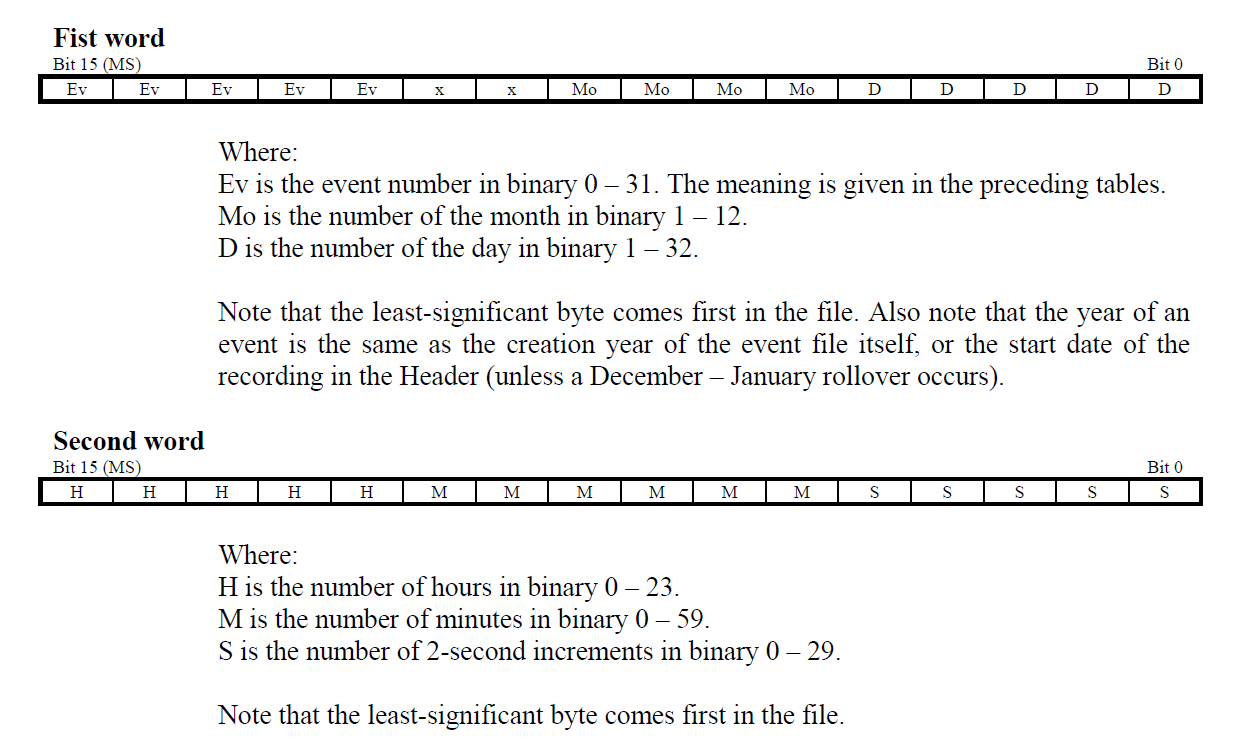 Fist word
Bit 15 (MS) Bit 0
Ev Ev Ev Ev Ev x x Mo Mo Mo Mo D D D D D
Where:
Ev is the event number in binary 0 – 31. The meaning is given in the preceding tables.
Mo is the number of the month in binary 1 – 12.
D is the number of the day in binary 1 – 32.
Note that the least-significant byte comes first in the file. Also note that the year of an
event is the same as the creation year of the event file itself, or the start date of the
recording in the Header (unless a December – January rollover occurs).
Second word
Bit 15 (MS) Bit 0
H H H H H M M M M M M S S S S S
Where:
H is the number of hours in binary 0 – 23.
M is the number of minutes in binary 0 – 59.
S is the number of 2-second increments in binary 0 – 29.
Note that the least-significant byte comes first in the file.